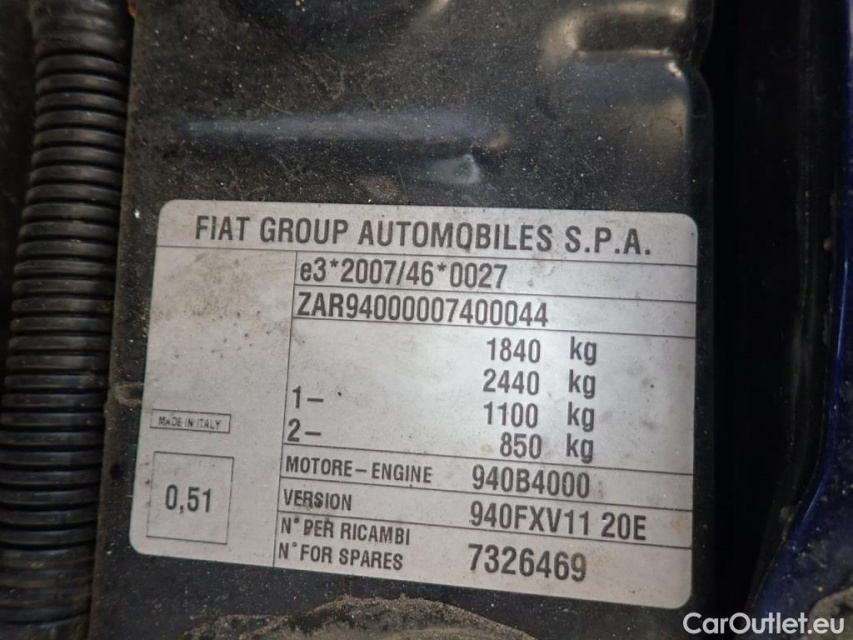 FIAT GROUP AUTOMOBILES S.P.A.
e3*2007/46*0027
ZAR94000007400044
1840 kg
2440 kg
1– 1100 kg
2– 850 kg
MADE IN ITALY
0,51
MOTORE–ENGINE 940B4000
VERSION 940FXV11 20E
N° PER RICAMBI
N° FOR SPARES 7326469
CarOutlet.eu